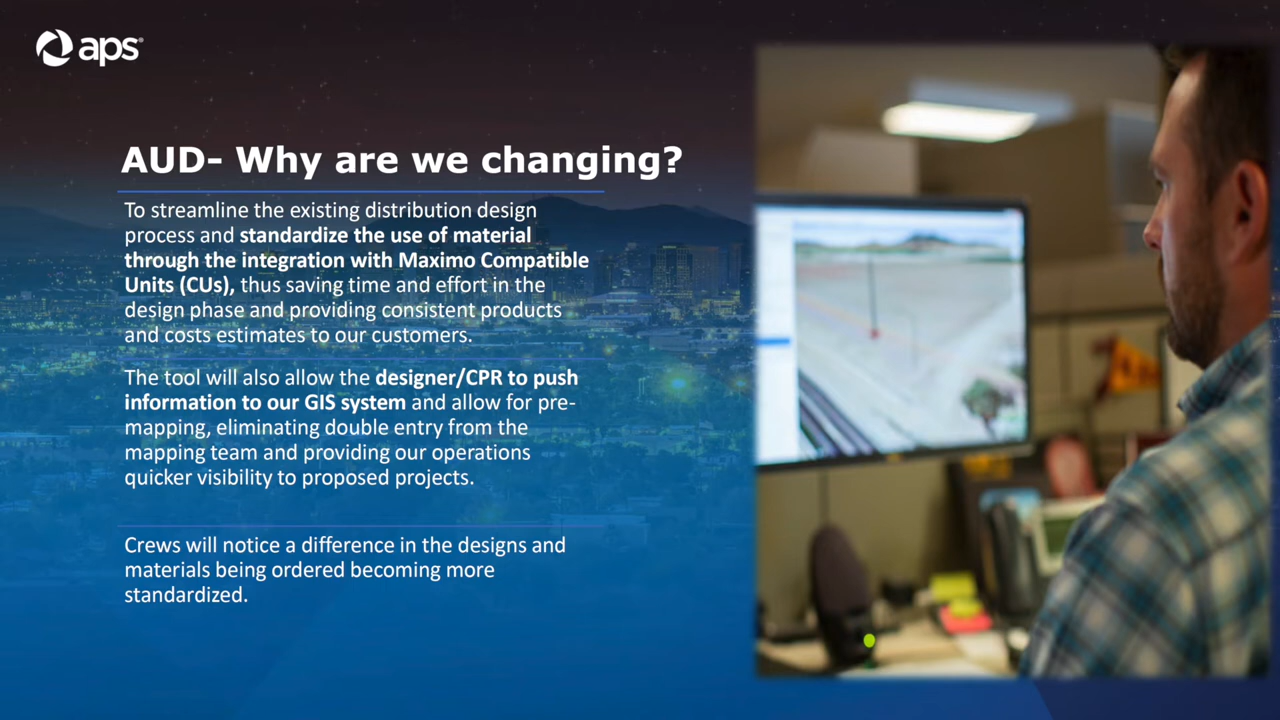 aps
AUD- Why are we changing?
To streamline the existing distribution design
process and standardize the use of material
through the integration with Maximo Compatible
Units (CUs), thus saving time and effort in the
design phase and providing consistent products
and costs estimates to our customers.
The tool will also allow the designer/CPR to push
information to our GIS system and allow for pre-
mapping, eliminating double entry from the
mapping team and providing our operations
quicker visibility to proposed projects.
Crews will notice a difference in the designs and
materials being ordered becoming more
standardized.